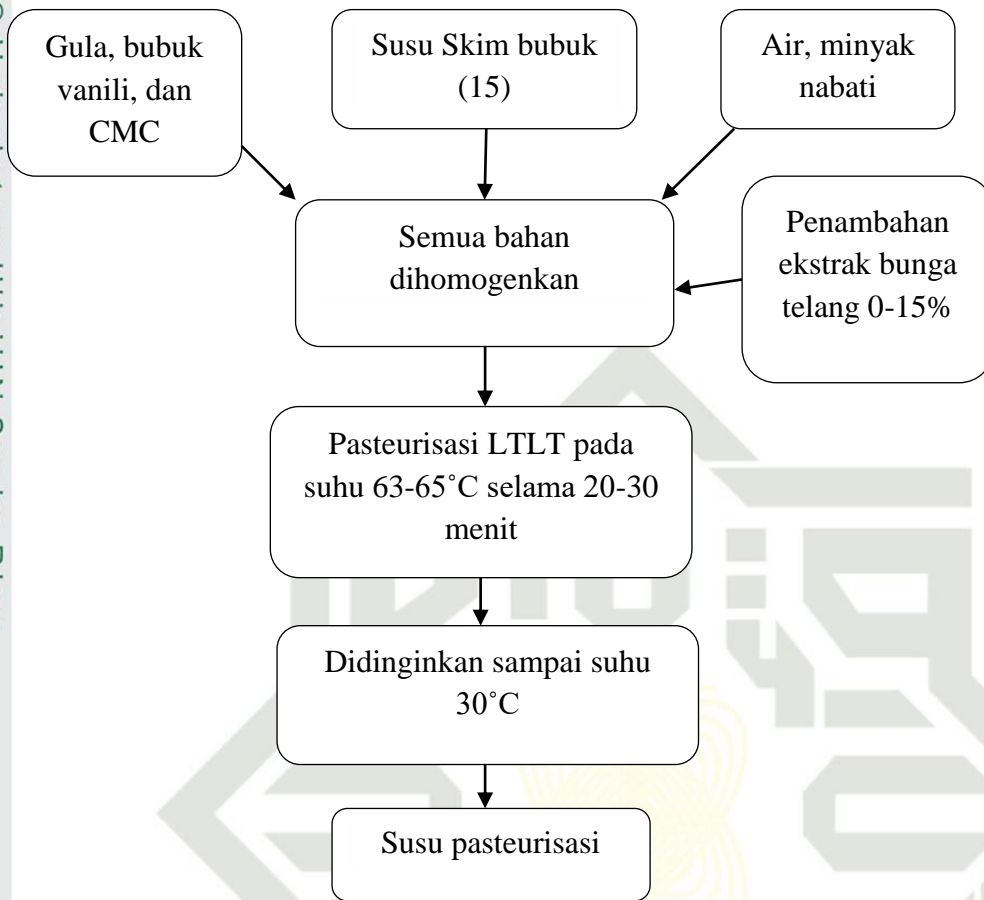 Gula, bubuk
vanili, dan
CMC
Susu Skim bubuk
(15)
Air, minyak
nabati
Semua bahan
dihomogenkan
Penambahan
ekstrak bunga
telang 0-15%
Pasteurisasi LTLT pada
suhu 63-65˚C selama 20-30
menit
Didinginkan sampai suhu
30˚C
Susu pasteurisasi